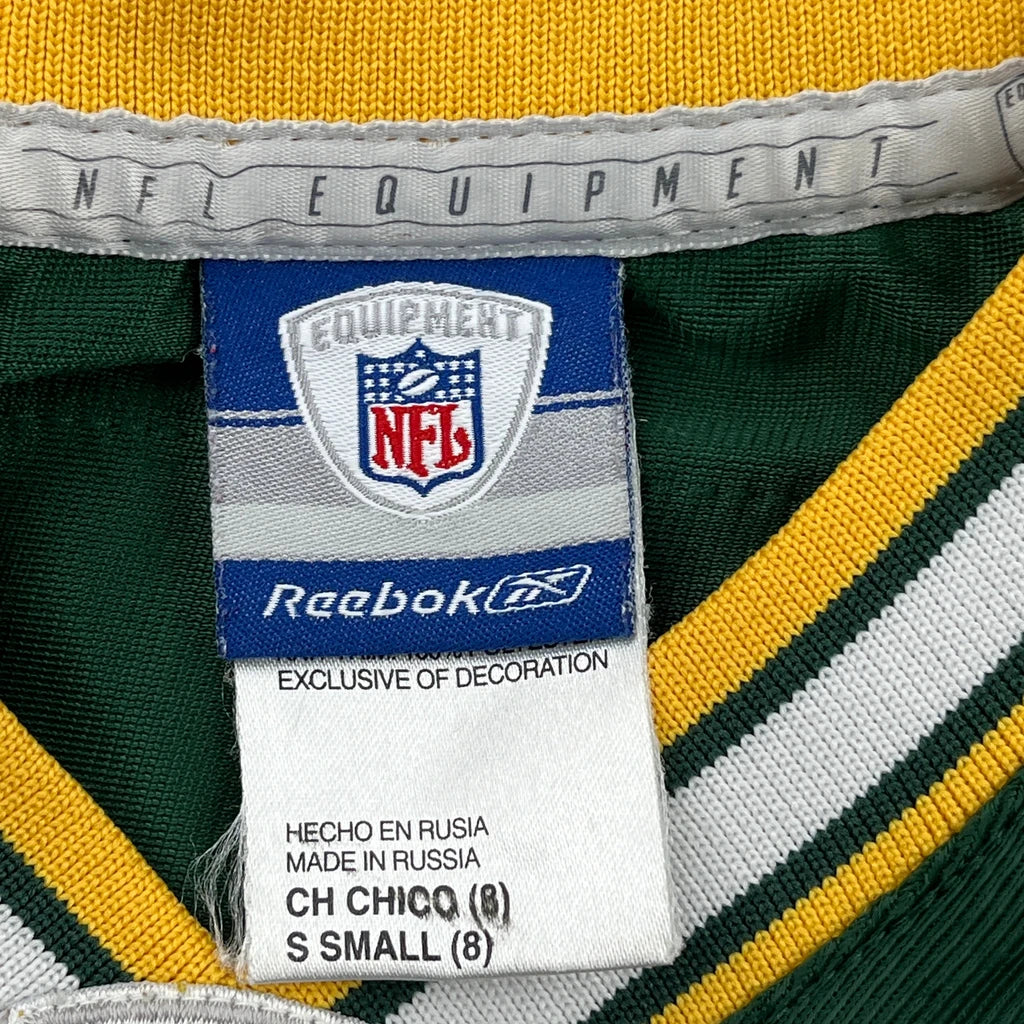 NFL EQUIPMENT
EQUIPMENT
NFL
Reebok
EXCLUSIVE OF DECORATION
HECHO EN RUSIA
MADE IN RUSSIA
CH CHICO (8)
S SMALL (8)